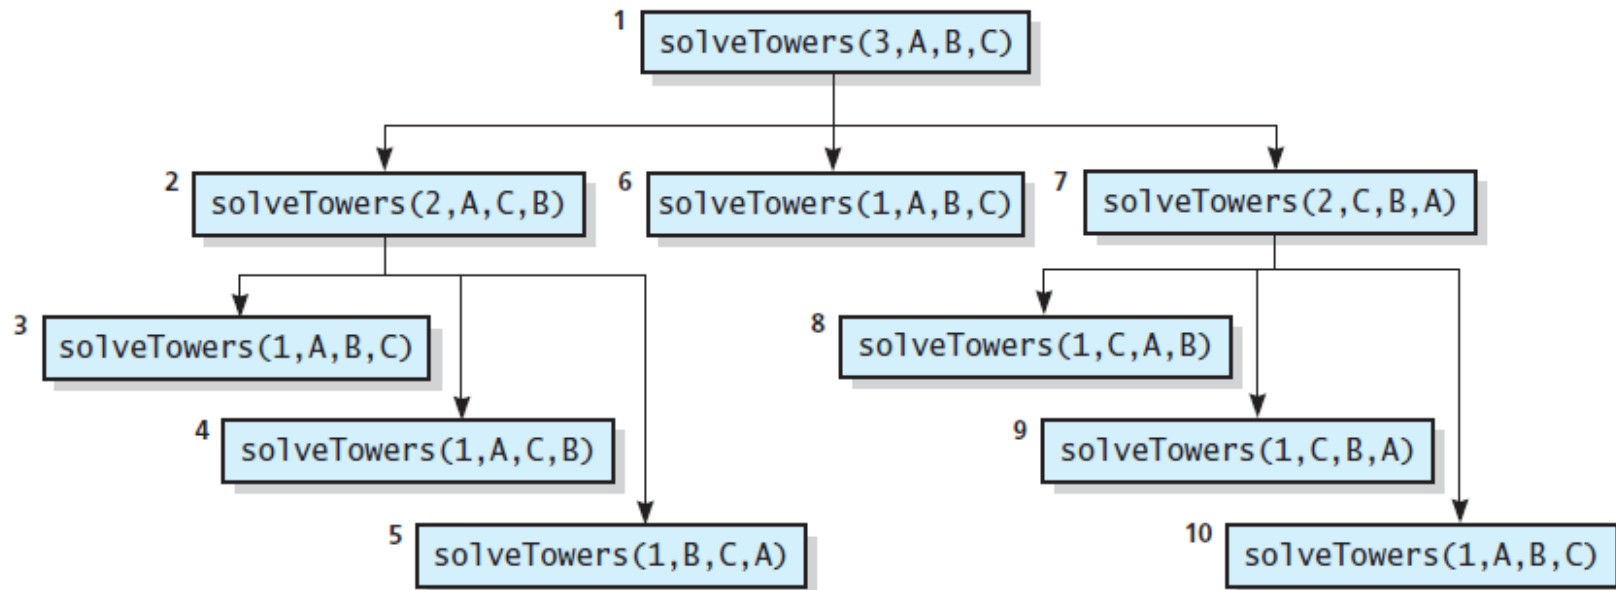 1 solveTowers(3,A,B,C)
2 solveTowers(2,A,C,B)
6 solveTowers(1,A,B,C)
7 solveTowers(2,C,B,A)
3 solveTowers(1,A,B,C)
8 solveTowers(1,C,A,B)
4 solveTowers(1,A,C,B)
9 solveTowers(1,C,B,A)
5 solveTowers(1,B,C,A)
10 solveTowers(1,A,B,C)